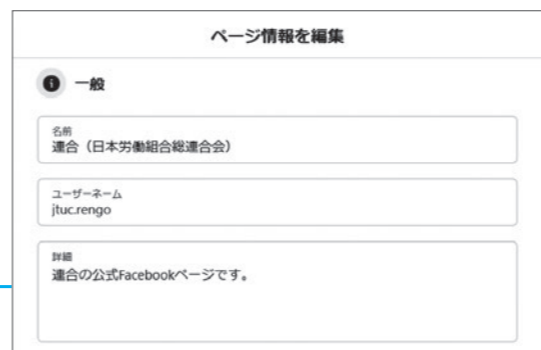 ページ情報を編集
一般
名前
連合（日本労働組合総連合会）
ユーザーネーム
jtuc.rengo
詳細
連合の公式Facebookページです。